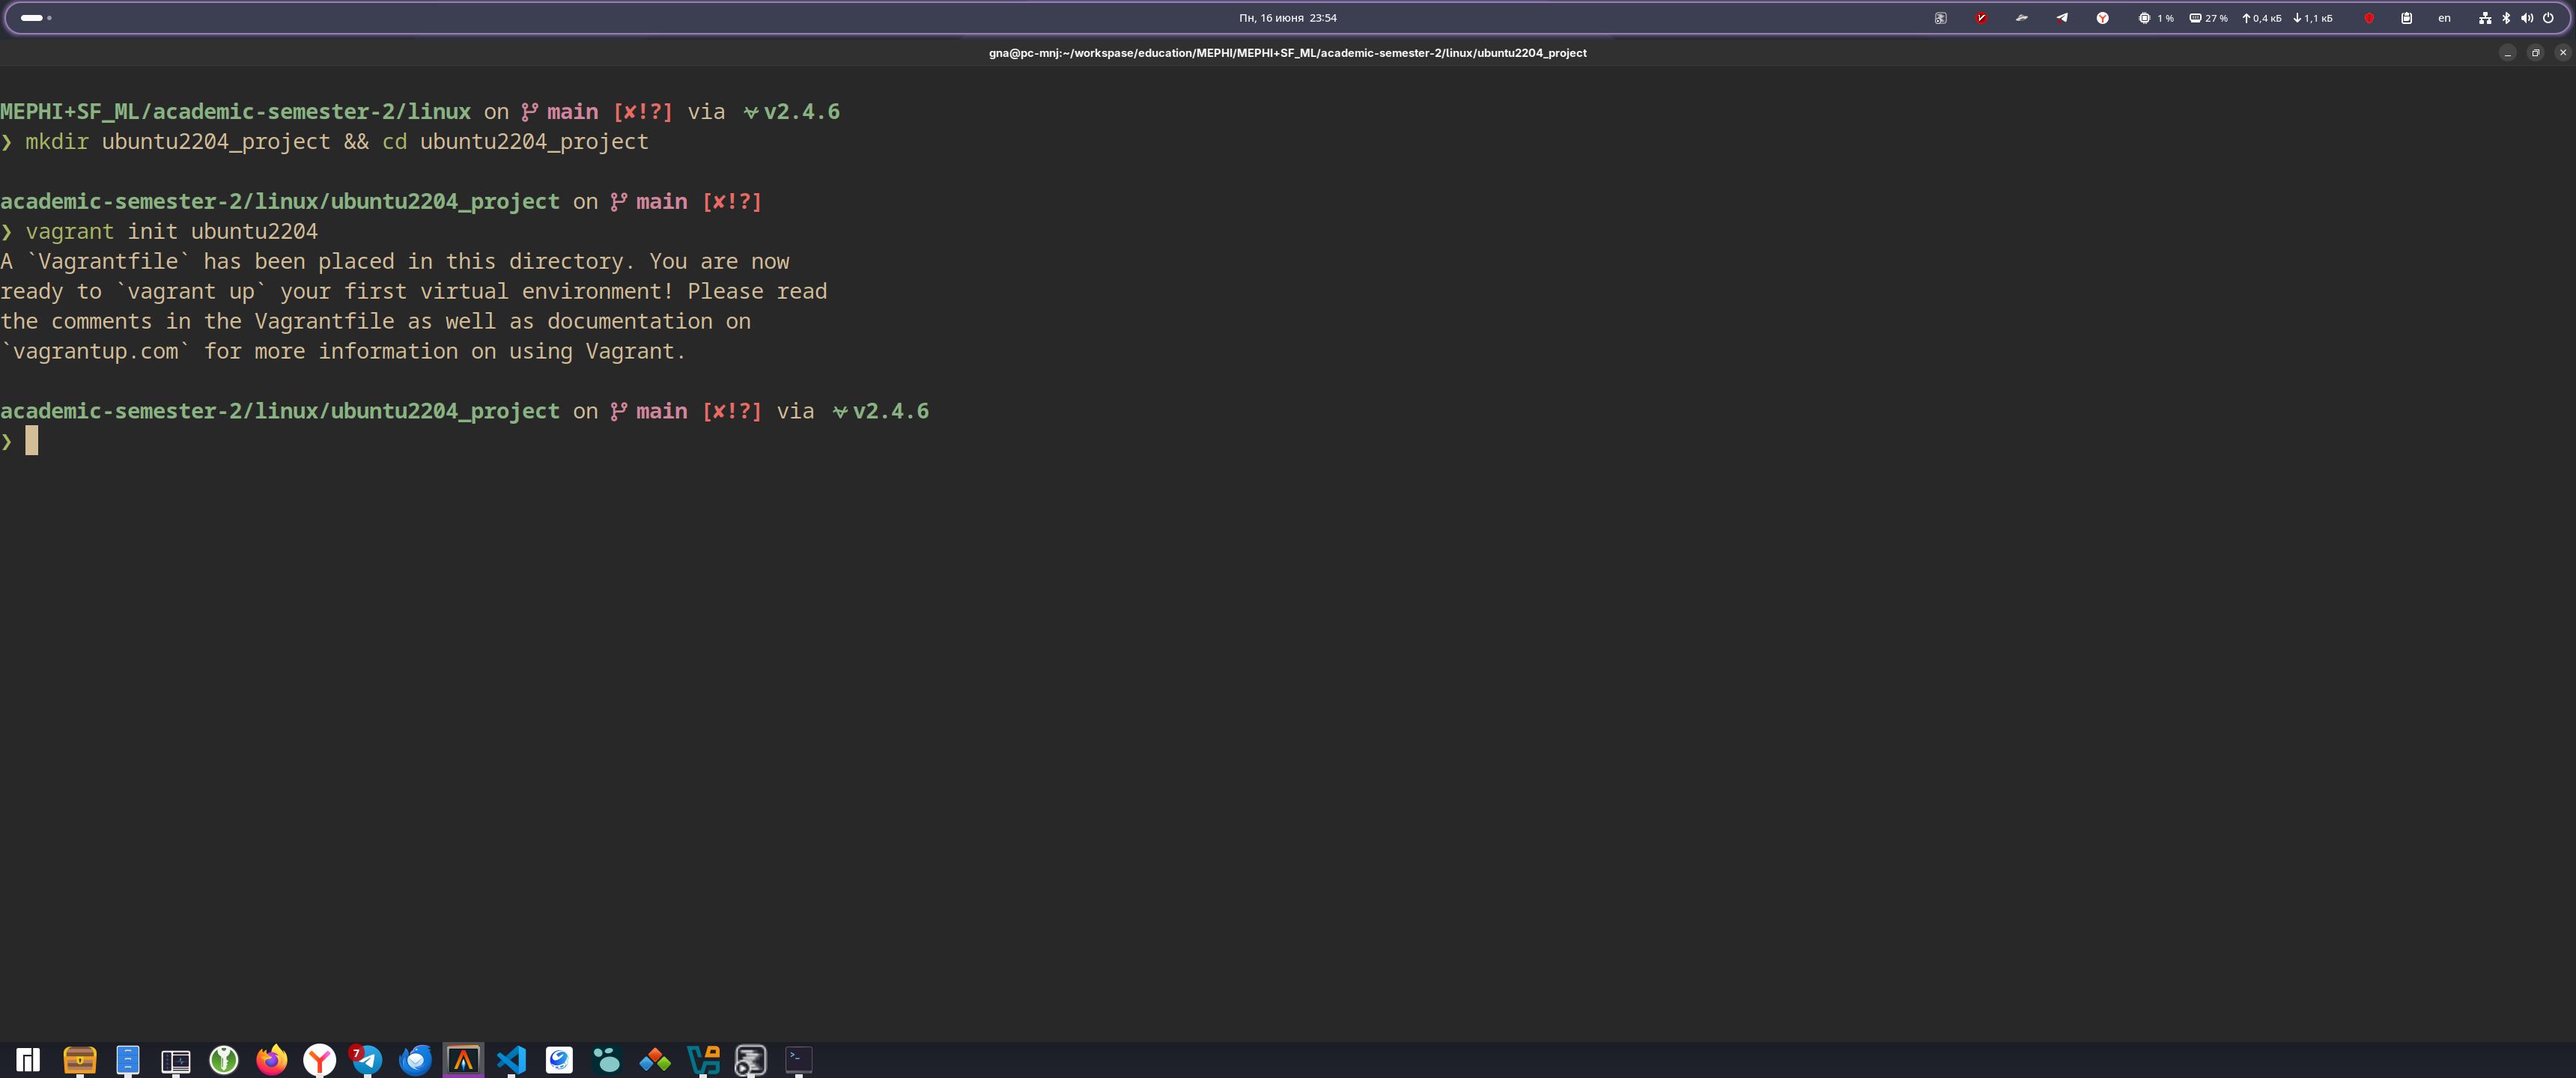 Пн, 16 июня 23:54
1 %
27 %
0,4 кБ
1,1 кБ
en
gna@pc-mnj:~/workspase/education/MEPHI/MEPHI+SF_ML/academic-semester-2/linux/ubuntu2204_project
MEPHI+SF_ML/academic-semester-2/linux on main [✘!?] via v2.4.6
❯ mkdir ubuntu2204_project && cd ubuntu2204_project
academic-semester-2/linux/ubuntu2204_project on main [✘!?]
❯ vagrant init ubuntu2204
A `Vagrantfile` has been placed in this directory. You are now
ready to `vagrant up` your first virtual environment! Please read
the comments in the Vagrantfile as well as documentation on
`vagrantup.com` for more information on using Vagrant.
academic-semester-2/linux/ubuntu2204_project on main [✘!?] via v2.4.6
❯
7